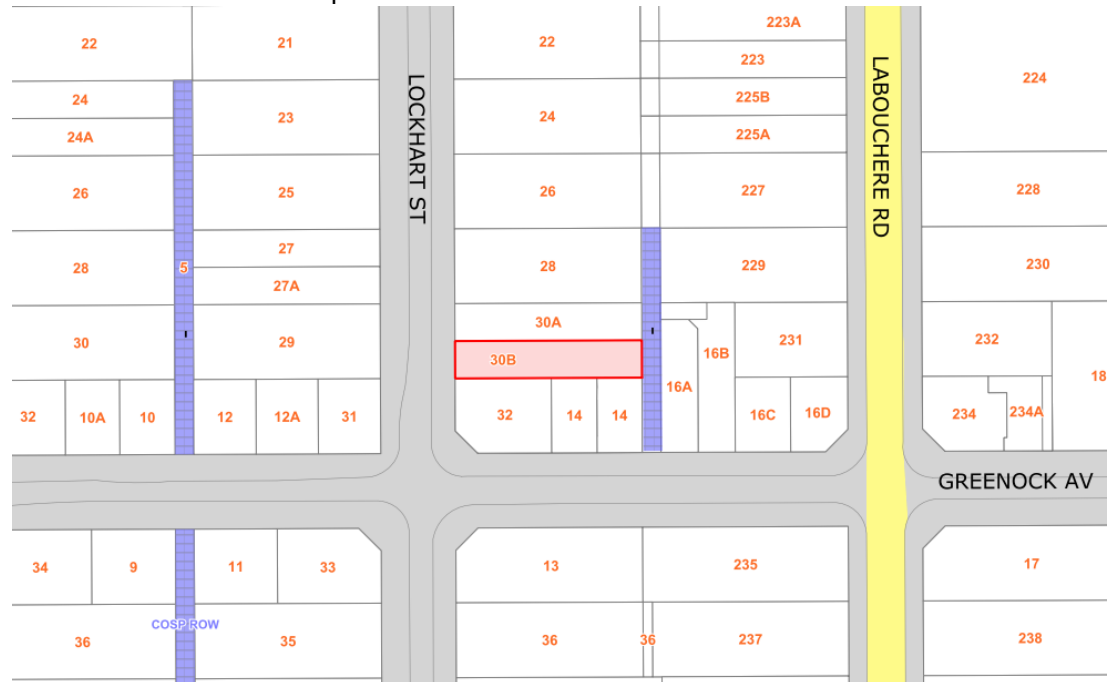 22
21
22
223A
223
224
24
23
24
225B
24A
225A
LOCKHART ST
LABOUCHERE RD
26
25
26
227
228
28
5
27
28
229
230
27A
30
29
30A
30B
16B
231
232
18
16A
32
10A
10
12
12A
31
32
14
14
16C
16D
234
234A
GREENOCK AV
34
9
11
33
13
235
17
COSP ROW
36
35
36
36
237
238